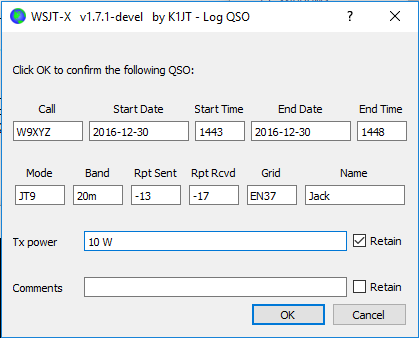 WSJT-X v1.7.1-devel by K1JT - Log QSO
Click OK to confirm the following QSO:
Call Start Date Start Time End Date End Time
W9XYZ 2016-12-30 1443 2016-12-30 1448
Mode Band Rpt Sent Rpt Rcvd Grid Name
JT9 20m -13 -17 EN37 Jack
Tx power 10 W Retain
Comments Retain
OK Cancel